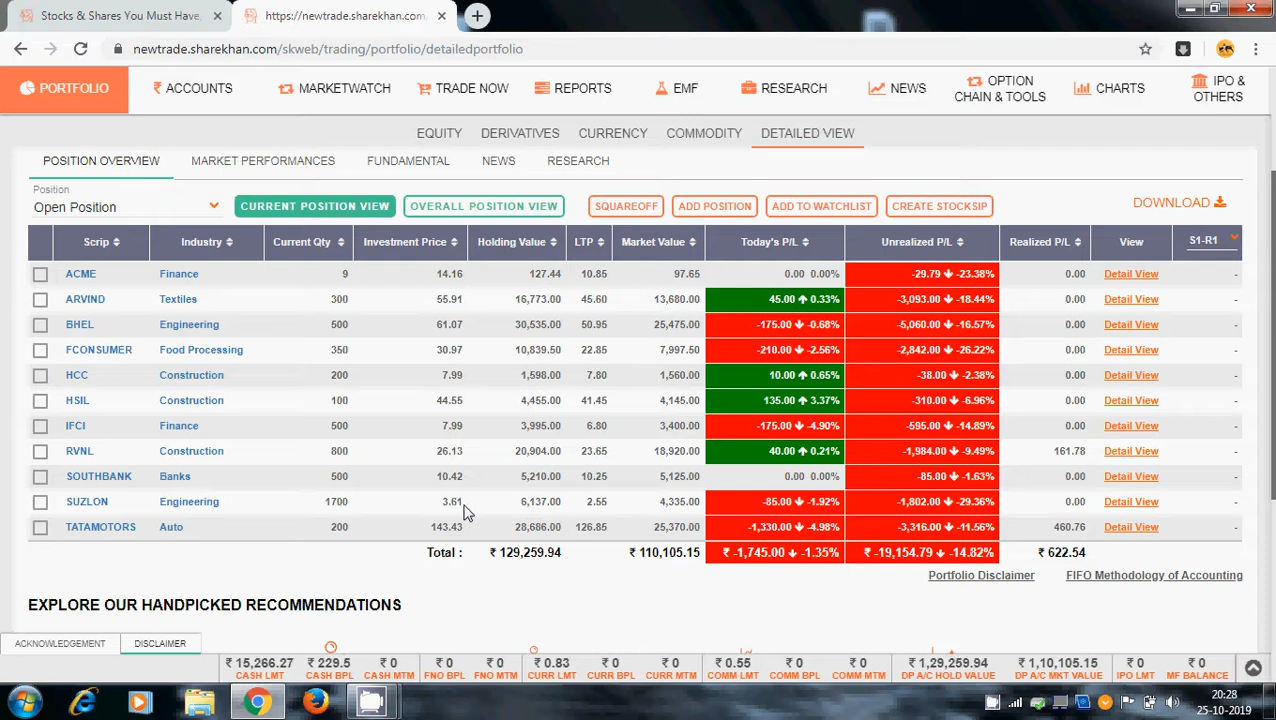 Stocks & Shares You Must Have, ×
https://newtrade.sharekhan.com, ×
newtrade.sharekhan.com/skweb/trading/portfolio/detailedportfolio
PORTFOLIO ₹ ACCOUNTS MARKETWATCH TRADE NOW REPORTS EMF RESEARCH NEWS OPTION CHAIN & TOOLS CHARTS IPO & OTHERS
EQUITY DERIVATIVES CURRENCY COMMODITY DETAILED VIEW
POSITION OVERVIEW MARKET PERFORMANCES FUNDAMENTAL NEWS RESEARCH
Position
Open Position CURRENT POSITION VIEW OVERALL POSITION VIEW SQUAREOFF ADD POSITION ADD TO WATCHLIST CREATE STOCKSIP DOWNLOAD
Scrip Industry Current Qty Investment Price Holding Value LTP Market Value Today's P/L Unrealized P/L Realized P/L View S1-R1
ACME Finance 9 14.16 127.44 10.85 97.65 0.00 0.00% -29.79 ↓ -23.38% 0.00 Detail View -
ARVIND Textiles 300 55.91 16,773.00 45.60 13,680.00 45.00 ↑ 0.33% -3,093.00 ↓ -18.44% 0.00 Detail View -
BHEL Engineering 500 61.07 30,535.00 50.95 25,475.00 -175.00 ↓ -0.68% -5,060.00 ↓ -16.57% 0.00 Detail View -
FCONSUMER Food Processing 350 30.97 10,839.50 22.85 7,997.50 -210.00 ↓ -2.56% -2,842.00 ↓ -26.22% 0.00 Detail View -
HCC Construction 200 7.99 1,598.00 7.80 1,560.00 10.00 ↑ 0.65% -38.00 ↓ -2.38% 0.00 Detail View -
HSIL Construction 100 44.55 4,455.00 41.45 4,145.00 135.00 ↑ 3.37% -310.00 ↓ -6.96% 0.00 Detail View -
IFCI Finance 500 7.99 3,995.00 6.80 3,400.00 -175.00 ↓ -4.90% -595.00 ↓ -14.89% 0.00 Detail View -
RVNL Construction 800 26.13 20,904.00 23.65 18,920.00 40.00 ↑ 0.21% -1,984.00 ↓ -9.49% 161.78 Detail View -
SOUTHBANK Banks 500 10.42 5,210.00 10.25 5,125.00 0.00 0.00% -85.00 ↓ -1.63% 0.00 Detail View -
SUZLON Engineering 1700 3.61 6,137.00 2.55 4,335.00 -85.00 ↓ -1.92% -1,802.00 ↓ -29.36% 0.00 Detail View -
TATAMOTORS Auto 200 143.43 28,686.00 126.85 25,370.00 -1,330.00 ↓ -4.98% -3,316.00 ↓ -11.56% 460.76 Detail View -
Total : ₹ 129,259.94 ₹ 110,105.15 ₹ -1,745.00 ↓ -1.35% ₹ -19,154.79 ↓ -14.82% ₹ 622.54
Portfolio Disclaimer FIFO Methodology of Accounting
EXPLORE OUR HANDPICKED RECOMMENDATIONS
ACKNOWLEDGEMENT DISCLAIMER
₹ 15,266.27 ₹ 229.5 ₹ 0 ₹ 0 ₹ 0 ₹ 0.83 ₹ 0 ₹ 0 ₹ 0.55 ₹ 0 ₹ 0 ₹ 1,29,259.94 ₹ 1,10,105.15 ₹ 0 ₹ 0
CASH LMT CASH BPL CASH MTM FNO BPL FNO MTM CURR LMT CURR BPL CURR MTM COMM LMT COMM BPL COMM MTM DP A/C HOLD VALUE DP A/C MKT VALUE IPO LMT MF BALANCE
20:28
25-10-2019